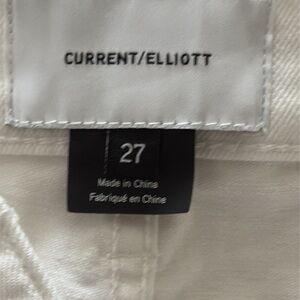 CURRENT/ELLIOTT
27
Made in China
Fabriqué en Chine